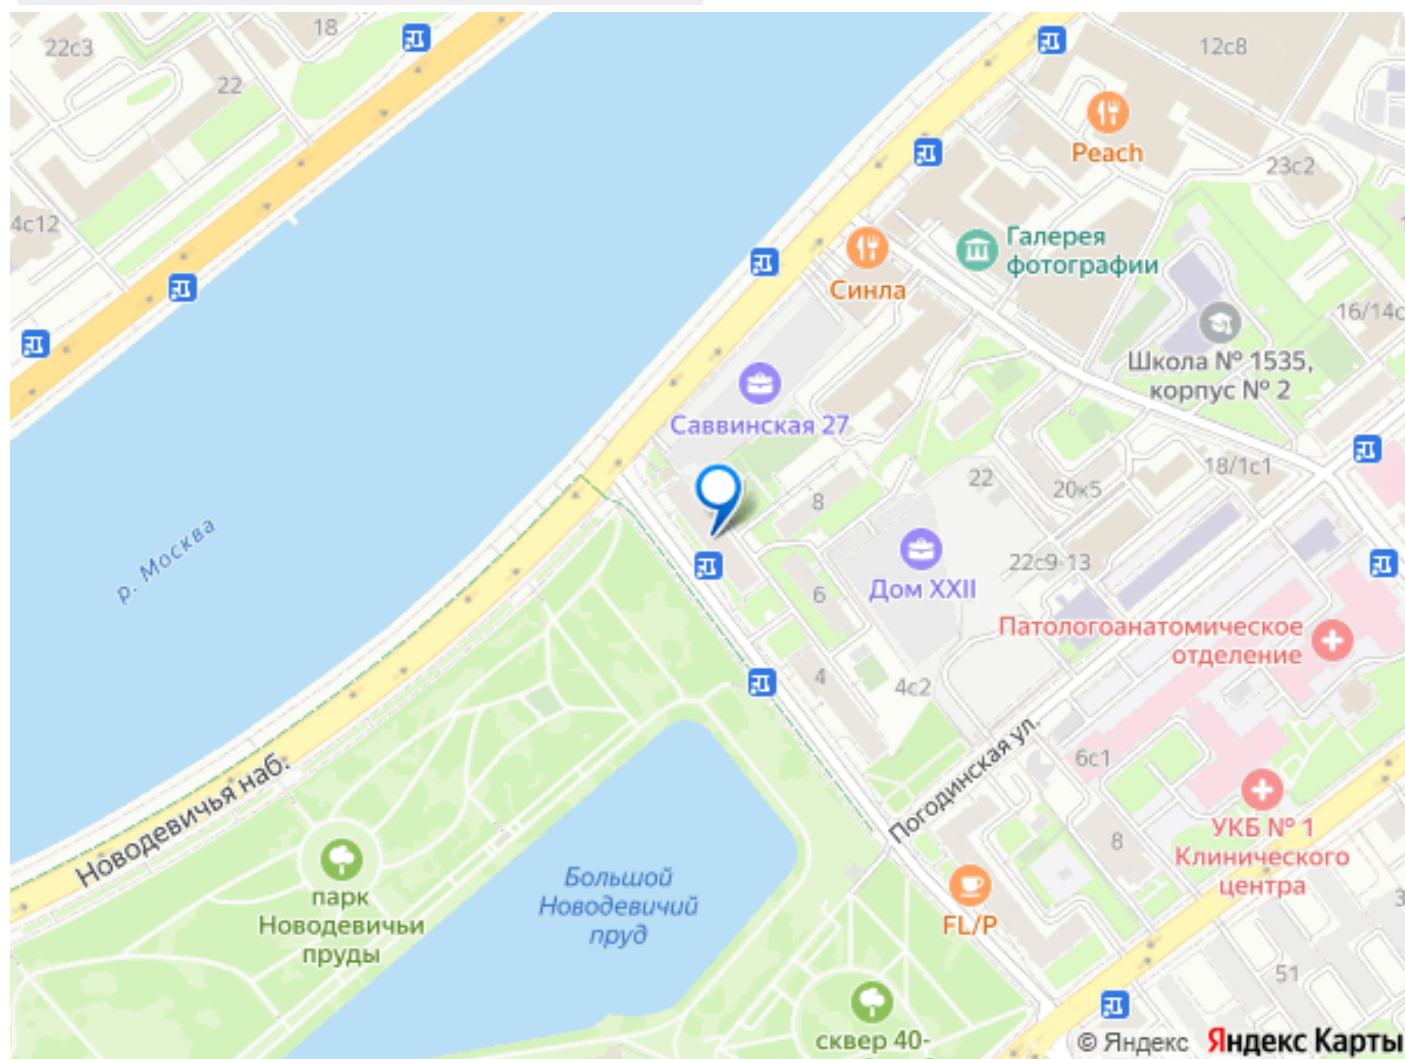 18
22с3
22
12с8
Peach
23с2
4с12
Галерея
фотографии
Синла
16/14с
Школа № 1535,
корпус № 2
Саввинская 27
18/1с1
22
20к5
8
р. Москва
22с9-13
Дом XXII
6
Патологоанатомическое
отделение
4
4с2
Погодинская ул.
6с1
Новодевичья наб.
8
УКБ № 1
Клинического
центра
парк
Новодевичьи
пруды
Большой
Новодевичий
пруд
FL/P
3
51
сквер 40-
© Яндекс Яндекс Карты